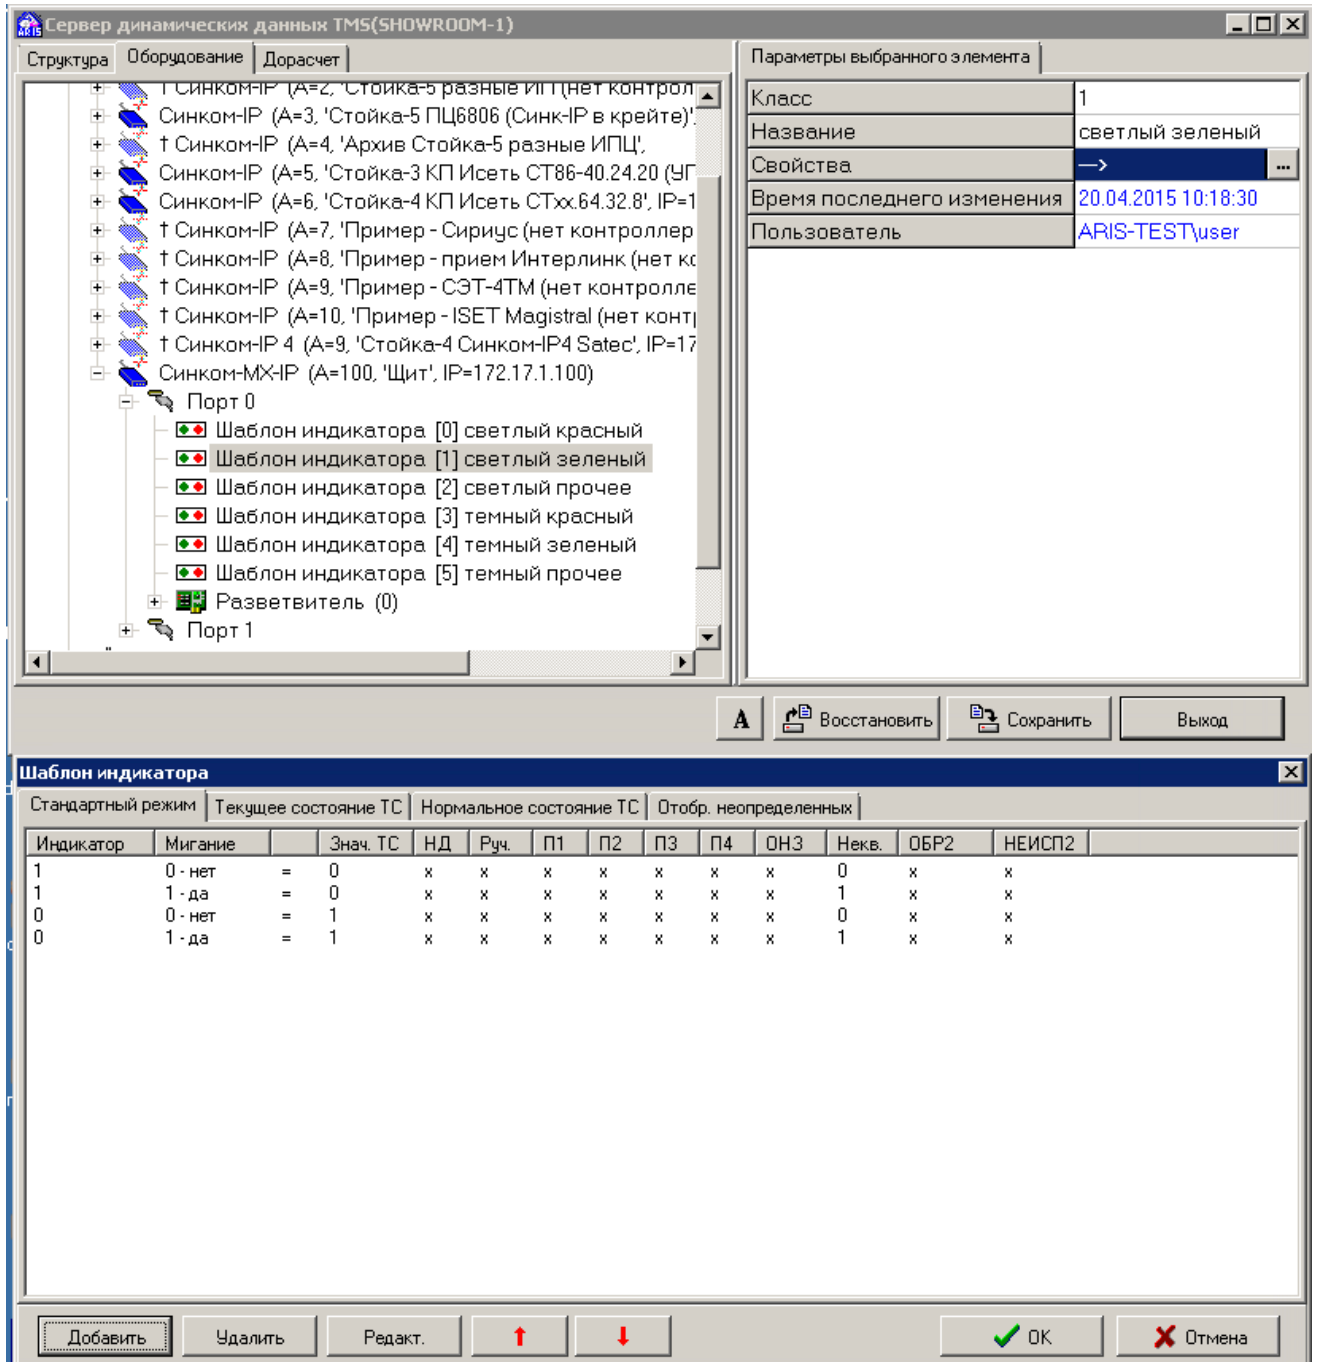 Сервер динамических данных TMS(SHOWROOM-1)
Структура Оборудование Дорасчет
† Синком-IP (A=2, 'Стойка-5 разные ИП (нет контрол
Синком-IP (A=3, 'Стойка-5 ПЦ6806 (Синк-IP в крейте)',
† Синком-IP (A=4, 'Архив Стойка-5 разные ИПЦ',
Синком-IP (A=5, 'Стойка-3 КП Исеть СТ86-40.24.20 (УГ
Синком-IP (A=6, 'Стойка-4 КП Исеть СТxx.64.32.8', IP=1
† Синком-IP (A=7, 'Пример - Сириус (нет контроллер
† Синком-IP (A=8, 'Пример - прием Интерлинк (нет ко
† Синком-IP (A=9, 'Пример - СЭТ-4ТМ (нет контролле
† Синком-IP (A=10, 'Пример - ISET Magistral (нет конт
† Синком-IP 4 (A=9, 'Стойка-4 Синком-IP4 Satec', IP=17
Синком-MX-IP (A=100, 'Щит', IP=172.17.1.100)
Порт 0
Шаблон индикатора [0] светлый красный
Шаблон индикатора [1] светлый зеленый
Шаблон индикатора [2] светлый прочее
Шаблон индикатора [3] темный красный
Шаблон индикатора [4] темный зеленый
Шаблон индикатора [5] темный прочее
Разветвитель (0)
Порт 1
Параметры выбранного элемента
Класс 1
Название светлый зеленый
Свойства —> ...
Время последнего изменения 20.04.2015 10:18:30
Пользователь ARIS-TEST\user
A Восстановить Сохранить Выход
Шаблон индикатора
Стандартный режим Текущее состояние ТС Нормальное состояние ТС Отобр. неопределенных
Индикатор Мигание Знач. ТС НД Руч. П1 П2 П3 П4 ОНЗ Некв. ОБР2 НЕИСП2
1 0 - нет = 0 x x x x x x x 0 x x
1 1 - да = 0 x x x x x x x 1 x x
0 0 - нет = 1 x x x x x x x 0 x x
0 1 - да = 1 x x x x x x x 1 x x
Добавить Удалить Редакт. OK Отмена